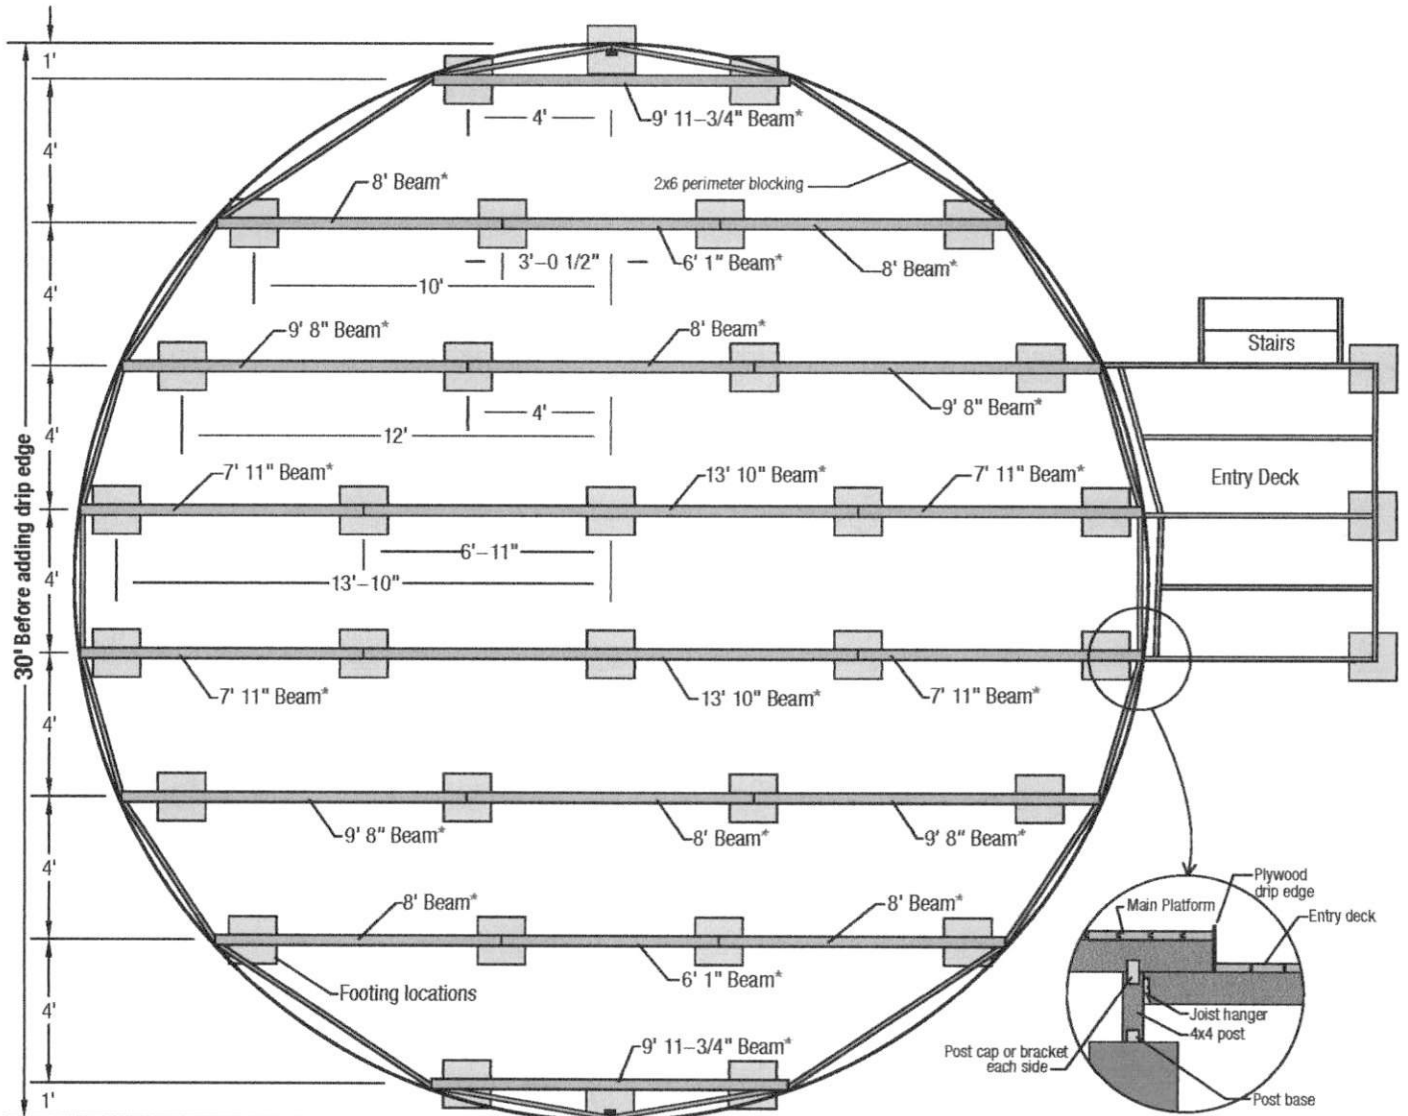 1'
4'
9' 11–3/4" Beam*
4'
8' Beam*
2x6 perimeter blocking
3'–0 1/2"
6' 1" Beam*
8' Beam*
10'
4'
9' 8" Beam*
8' Beam*
Stairs
4'
9' 8" Beam*
12'
4'
7' 11" Beam*
13' 10" Beam*
7' 11" Beam*
Entry Deck
6'–11"
13'–10"
4'
30' Before adding drip edge
7' 11" Beam*
13' 10" Beam*
7' 11" Beam*
4'
9' 8" Beam*
8' Beam*
9' 8" Beam*
4'
8' Beam*
8' Beam*
6' 1" Beam*
Footing locations
4'
9' 11–3/4" Beam*
1'
Plywood
drip edge
Main Platform
Entry deck
Joist hanger
4x4 post
Post cap or bracket
each side
Post base